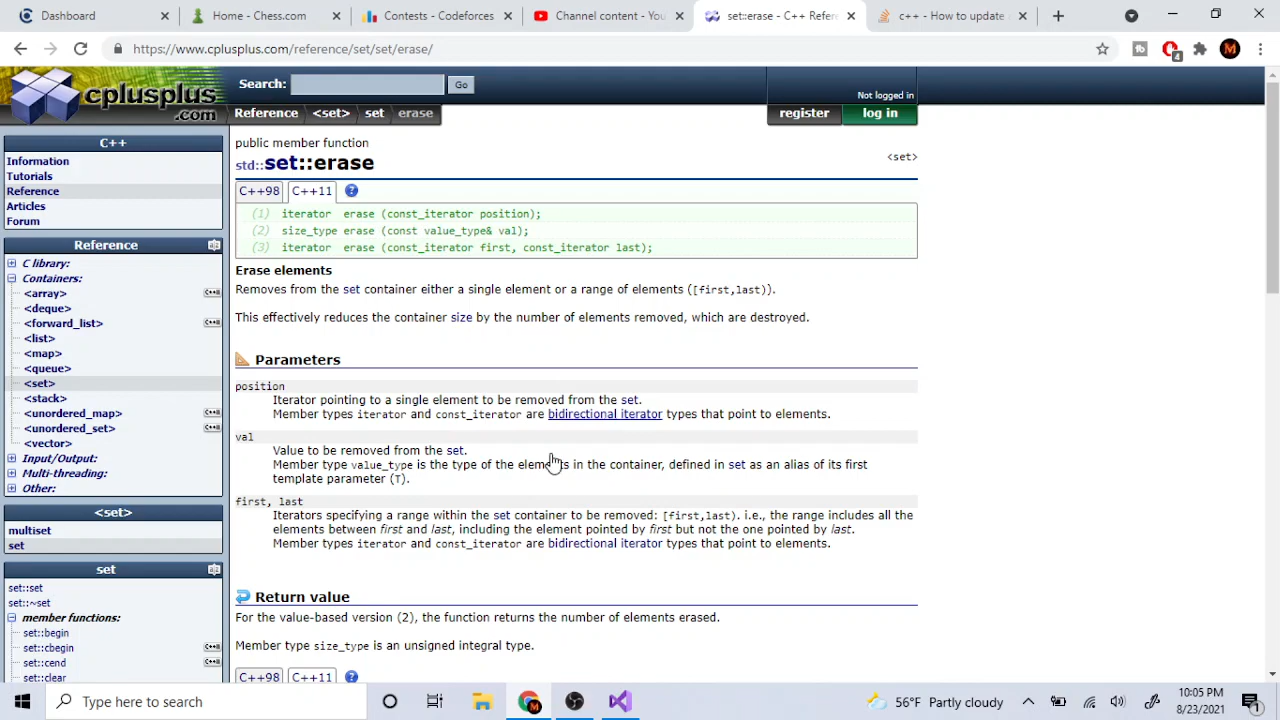 Dashboard
Home - Chess.com
Contests - Codeforces
Channel content - You
set::erase - C++ Refere
c++ - How to update
https://www.cplusplus.com/reference/set/set/erase/
4
M
cplusplus
.com
Search:
Go
Not logged in
Reference <set> set erase
register
log in
C++
Information
Tutorials
Reference
Articles
Forum
Reference
C library:
Containers:
<array>
<deque>
<forward_list>
<list>
<map>
<queue>
<set>
<stack>
<unordered_map>
<unordered_set>
<vector>
Input/Output:
Multi-threading:
Other:
<set>
multiset
set
set
set::set
set::~set
member functions:
set::begin
set::cbegin
set::cend
set::clear
public member function
std::set::erase
<set>
C++98 C++11 ?
(1) iterator erase (const_iterator position);
(2) size_type erase (const value_type& val);
(3) iterator erase (const_iterator first, const_iterator last);
Erase elements
Removes from the set container either a single element or a range of elements ([first,last)).
This effectively reduces the container size by the number of elements removed, which are destroyed.
Parameters
position
Iterator pointing to a single element to be removed from the set.
Member types iterator and const_iterator are bidirectional iterator types that point to elements.
val
Value to be removed from the set.
Member type value_type is the type of the elements in the container, defined in set as an alias of its first
template parameter (T).
first, last
Iterators specifying a range within the set container to be removed: [first,last). i.e., the range includes all the
elements between first and last, including the element pointed by first but not the one pointed by last.
Member types iterator and const_iterator are bidirectional iterator types that point to elements.
Return value
For the value-based version (2), the function returns the number of elements erased.
Member type size_type is an unsigned integral type.
C++98 C++11 ?
Type here to search
M
56°F Partly cloudy
10:05 PM
8/23/2021
1